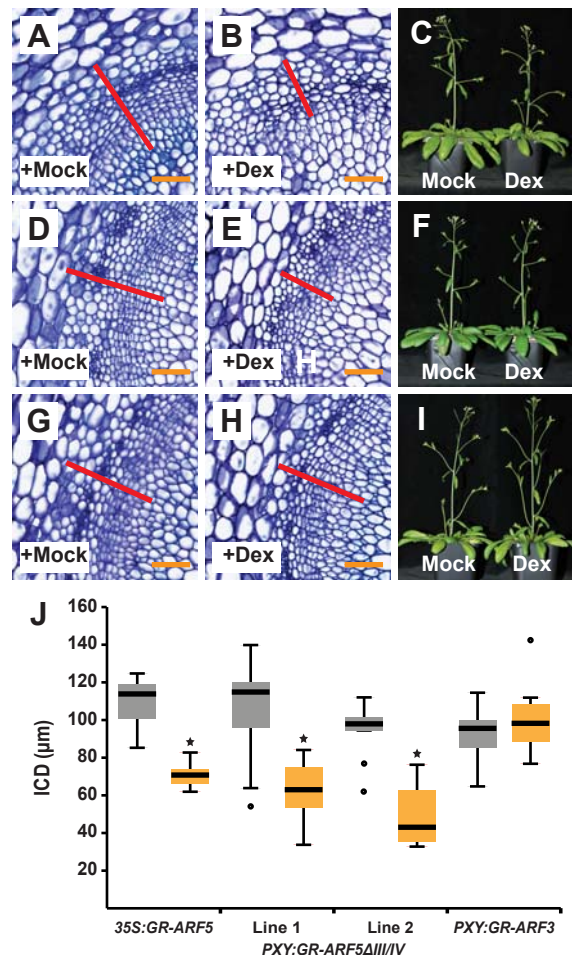 A
+Mock
B
+Dex
C
Mock Dex
D
+Mock
E
+Dex
H
F
Mock Dex
G
+Mock
H
+Dex
I
Mock Dex
J
160
140
120
100
80
60
40
20
ICD (µm)
35S:GR-ARF5 Line 1 Line 2 PXY:GR-ARF3
PXY:GR-ARF5ΔIII/IV